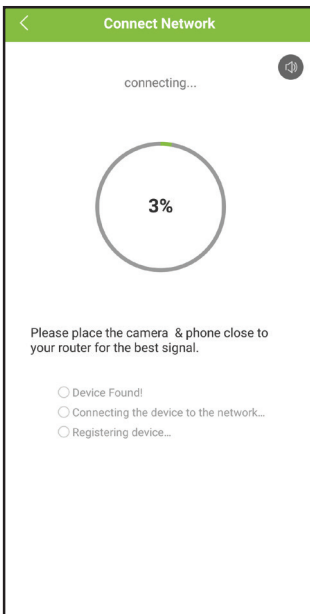 Connect Network
connecting...
3%
Please place the camera & phone close to
your router for the best signal.
Device Found!
Connecting the device to the network...
Registering device...